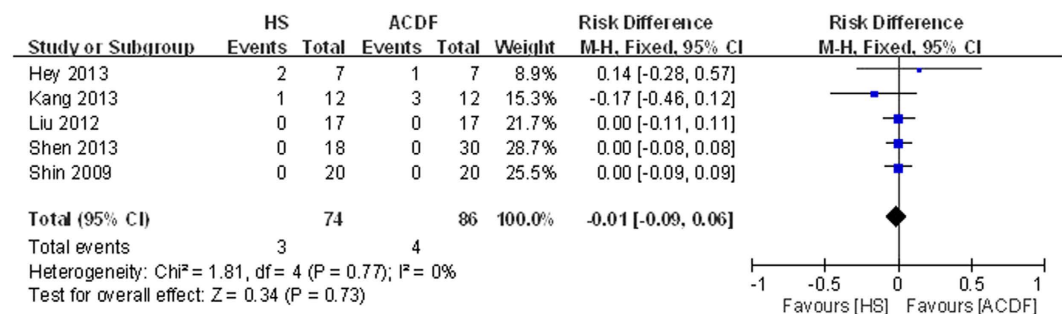 HS ACDF Risk Difference Risk Difference
Study or Subgroup Events Total Events Total Weight M-H, Fixed, 95% CI M-H, Fixed, 95% CI
Hey 2013 2 7 1 7 8.9% 0.14 [-0.28, 0.57]
Kang 2013 1 12 3 12 15.3% -0.17 [-0.46, 0.12]
Liu 2012 0 17 0 17 21.7% 0.00 [-0.11, 0.11]
Shen 2013 0 18 0 30 28.7% 0.00 [-0.08, 0.08]
Shin 2009 0 20 0 20 25.5% 0.00 [-0.09, 0.09]
Total (95% CI) 74 86 100.0% -0.01 [-0.09, 0.06]
Total events 3 4
Heterogeneity: Chi² = 1.81, df = 4 (P = 0.77); I² = 0%
Test for overall effect: Z = 0.34 (P = 0.73)
-1 -0.5 0 0.5 1
Favours [HS] Favours [ACDF]